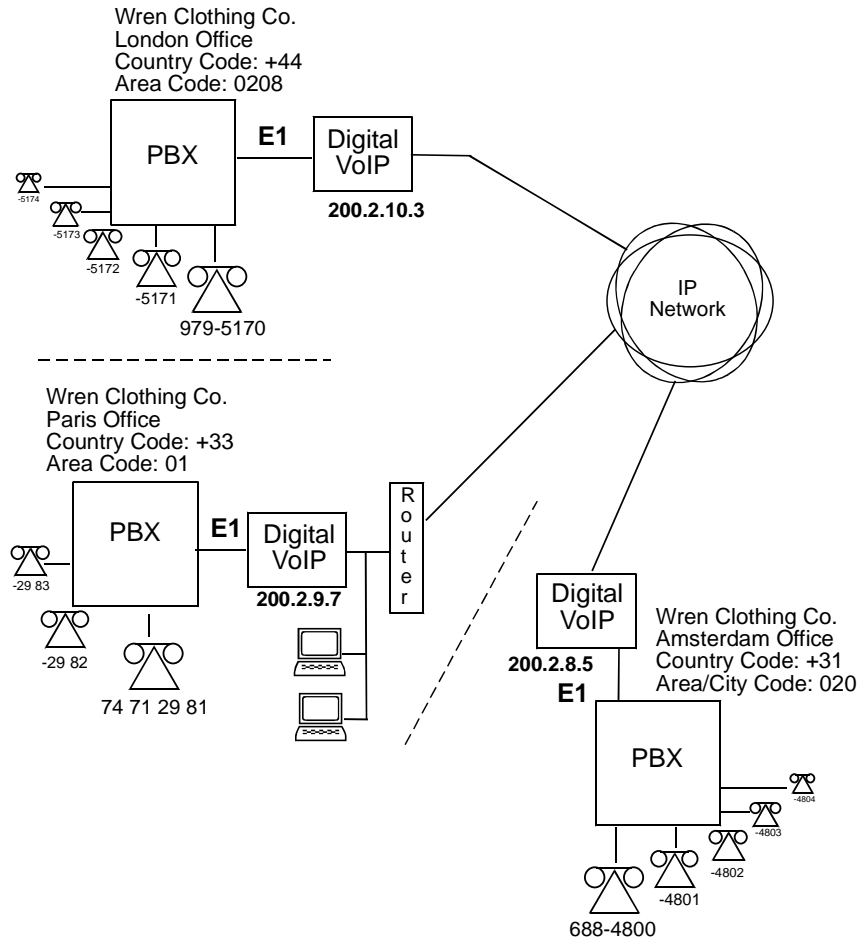 Wren Clothing Co.
London Office
Country Code: +44
Area Code: 0208
PBX
E1
Digital
VoIP
200.2.10.3
-5174
-5173
-5172
-5171
979-5170
IP
Network
Wren Clothing Co.
Paris Office
Country Code: +33
Area Code: 01
PBX
E1
Digital
VoIP
200.2.9.7
Router
-29 83
-29 82
74 71 29 81
Digital
VoIP
200.2.8.5
E1
Wren Clothing Co.
Amsterdam Office
Country Code: +31
Area/City Code: 020
PBX
-4804
-4803
-4802
-4801
688-4800